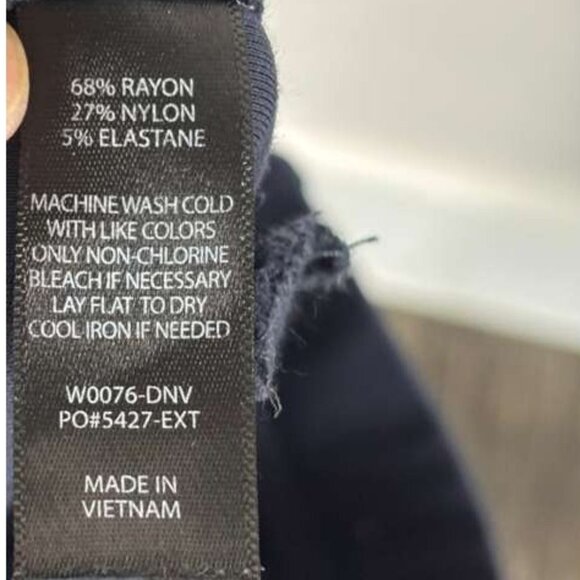 68% RAYON
27% NYLON
5% ELASTANE
MACHINE WASH COLD
WITH LIKE COLORS
ONLY NON-CHLORINE
BLEACH IF NECESSARY
LAY FLAT TO DRY
COOL IRON IF NEEDED
W0076-DNV
PO#5427-EXT
MADE IN
VIETNAM